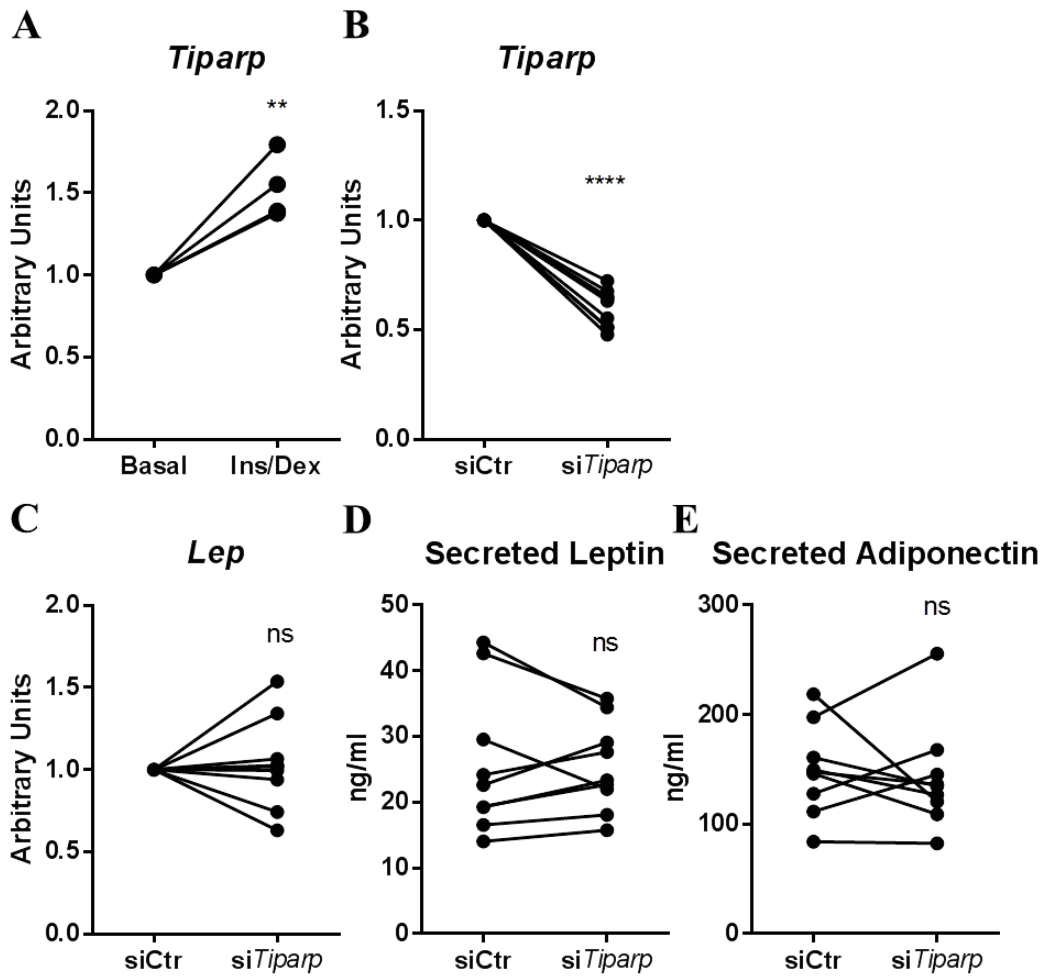 A
B
Tiparp
Tiparp
Arbitrary Units
2.0
1.5
1.0
0.5
0.0
**
Basal
Ins/Dex
Arbitrary Units
1.5
1.0
0.5
0.0
****
siCtr
siTiparp
C
D
E
Lep
Secreted Leptin
Secreted Adiponectin
Arbitrary Units
2.0
1.5
1.0
0.5
0.0
ns
siCtr
siTiparp
ng/ml
50
40
30
20
10
0
ns
siCtr
siTiparp
ng/ml
300
200
100
0
ns
siCtr
siTiparp